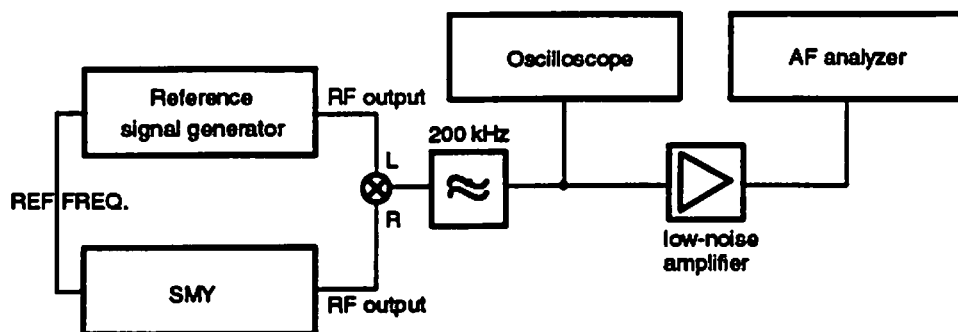 Oscilloscope
AF analyzer
Reference
signal generator
RF output
200 kHz
L
REF FREQ.
R
low-noise
amplifier
SMY
RF output